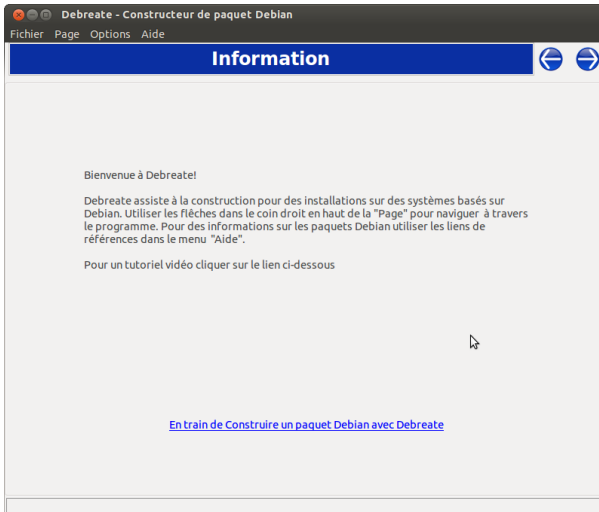 Debreate - Constructeur de paquet Debian
Fichier Page Options Aide
Information
Bienvenue à Debreate!
Debreate assiste à la construction pour des installations sur des systèmes basés sur
Debian. Utiliser les flêches dans le coin droit en haut de la "Page" pour naviguer à travers
le programme. Pour des informations sur les paquets Debian utiliser les liens de
références dans le menu "Aide".
Pour un tutoriel vidéo cliquer sur le lien ci-dessous
En train de Construire un paquet Debian avec Debreate